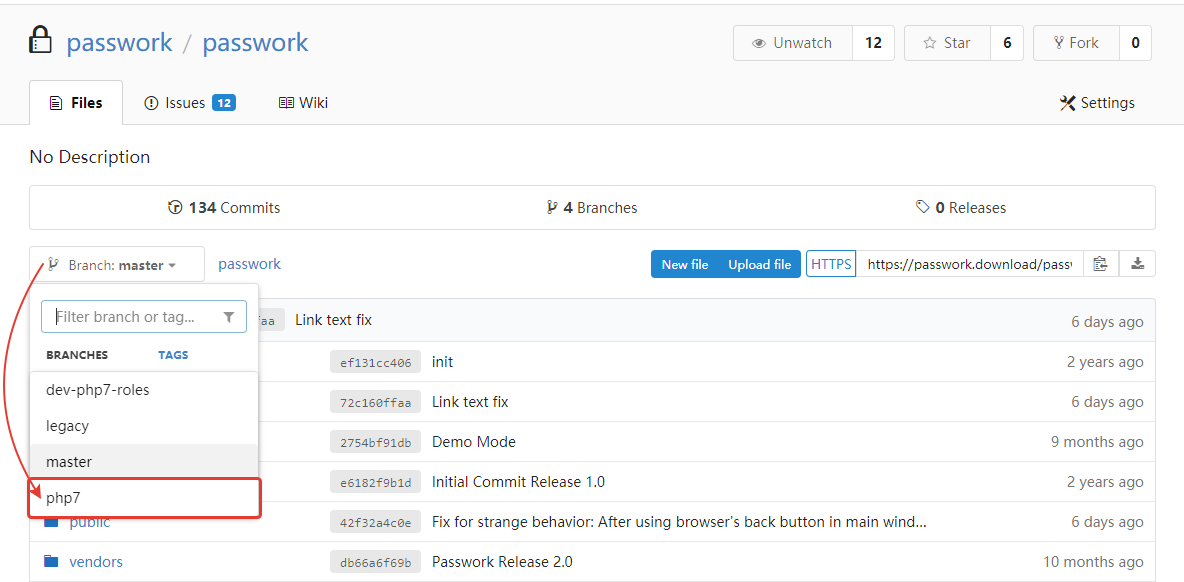 passwork / passwork
Unwatch 12
Star 6
Fork 0
Files
Issues 12
Wiki
Settings
No Description
134 Commits
4 Branches
0 Releases
Branch: master
passwork
New file
Upload file
HTTPS
https://passwork.download/passw
Filter branch or tag...
BRANCHES
TAGS
dev-php7-roles
legacy
master
php7
faa Link text fix 6 days ago
ef131cc406 init 2 years ago
72c160ffaa Link text fix 6 days ago
2754bf91db Demo Mode 9 months ago
e6182f9b1d Initial Commit Release 1.0 2 years ago
public 42f32a4c0e Fix for strange behavior: After using browser's back button in main wind... 6 days ago
vendors db66a6f69b Passwork Release 2.0 10 months ago